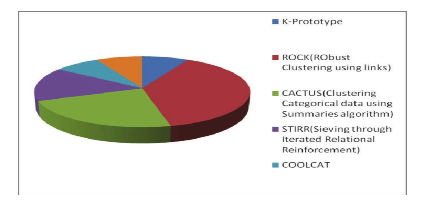 K-Prototype
ROCK(RObust
Clustering using links)
CACTUS(Clustering
Categorical data using
Summaries algorithm)
STIRR(Sieving through
Iterated Relational
Reinforcement)
COOLCAT